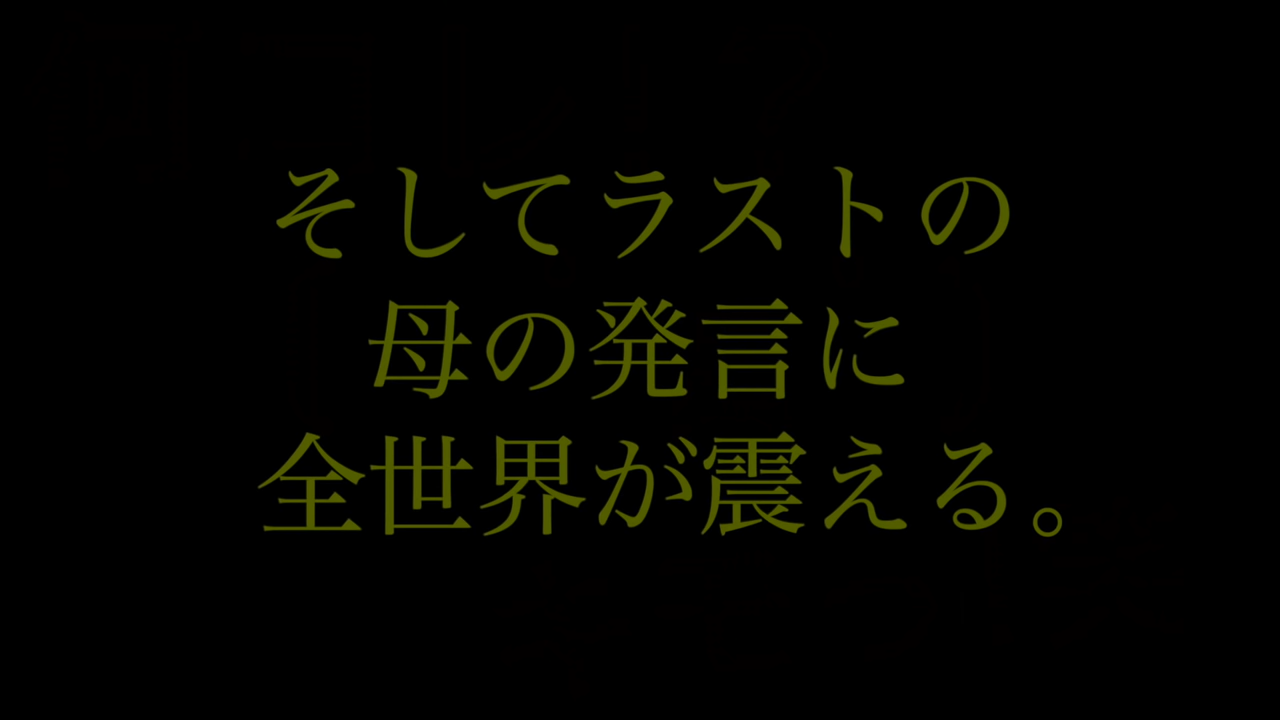 そしてラストの
母の発言に
全世界が震える。